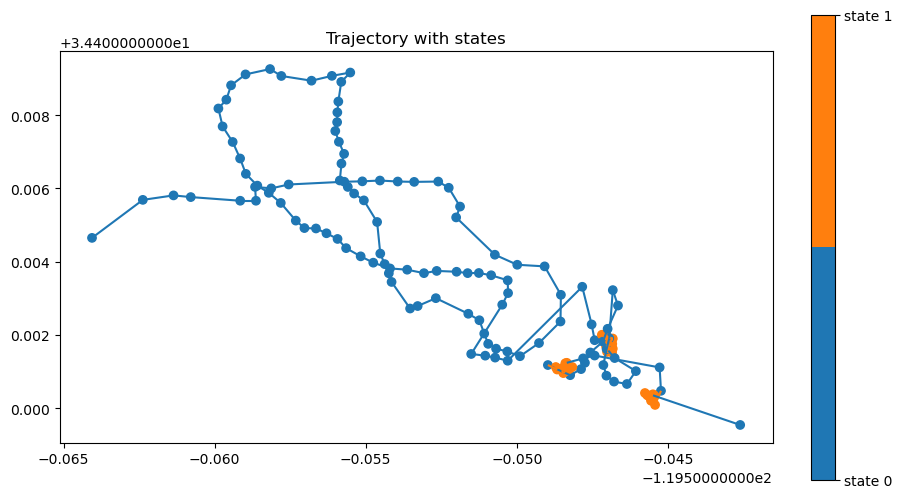 Trajectory with states
+3.4400000000e1
0.008
0.006
0.004
0.002
0.000
−0.065
−0.060
−0.055
−0.050
−0.045
−1.1950000000e2
state 1
state 0